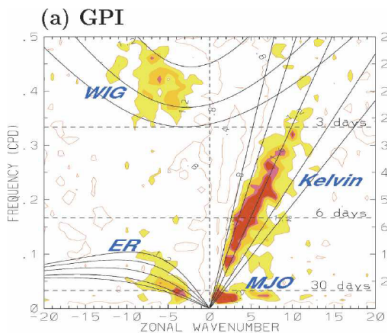 (a) GPI
.5
.4
.3
.2
.1
.0
FREQUENCY (CPD)
WIG
3 days
Kelvin
6 days
ER
MJO
30 days
-20 -15 -10 -5 0 5 10 15 20
ZONAL WAVENUMBER